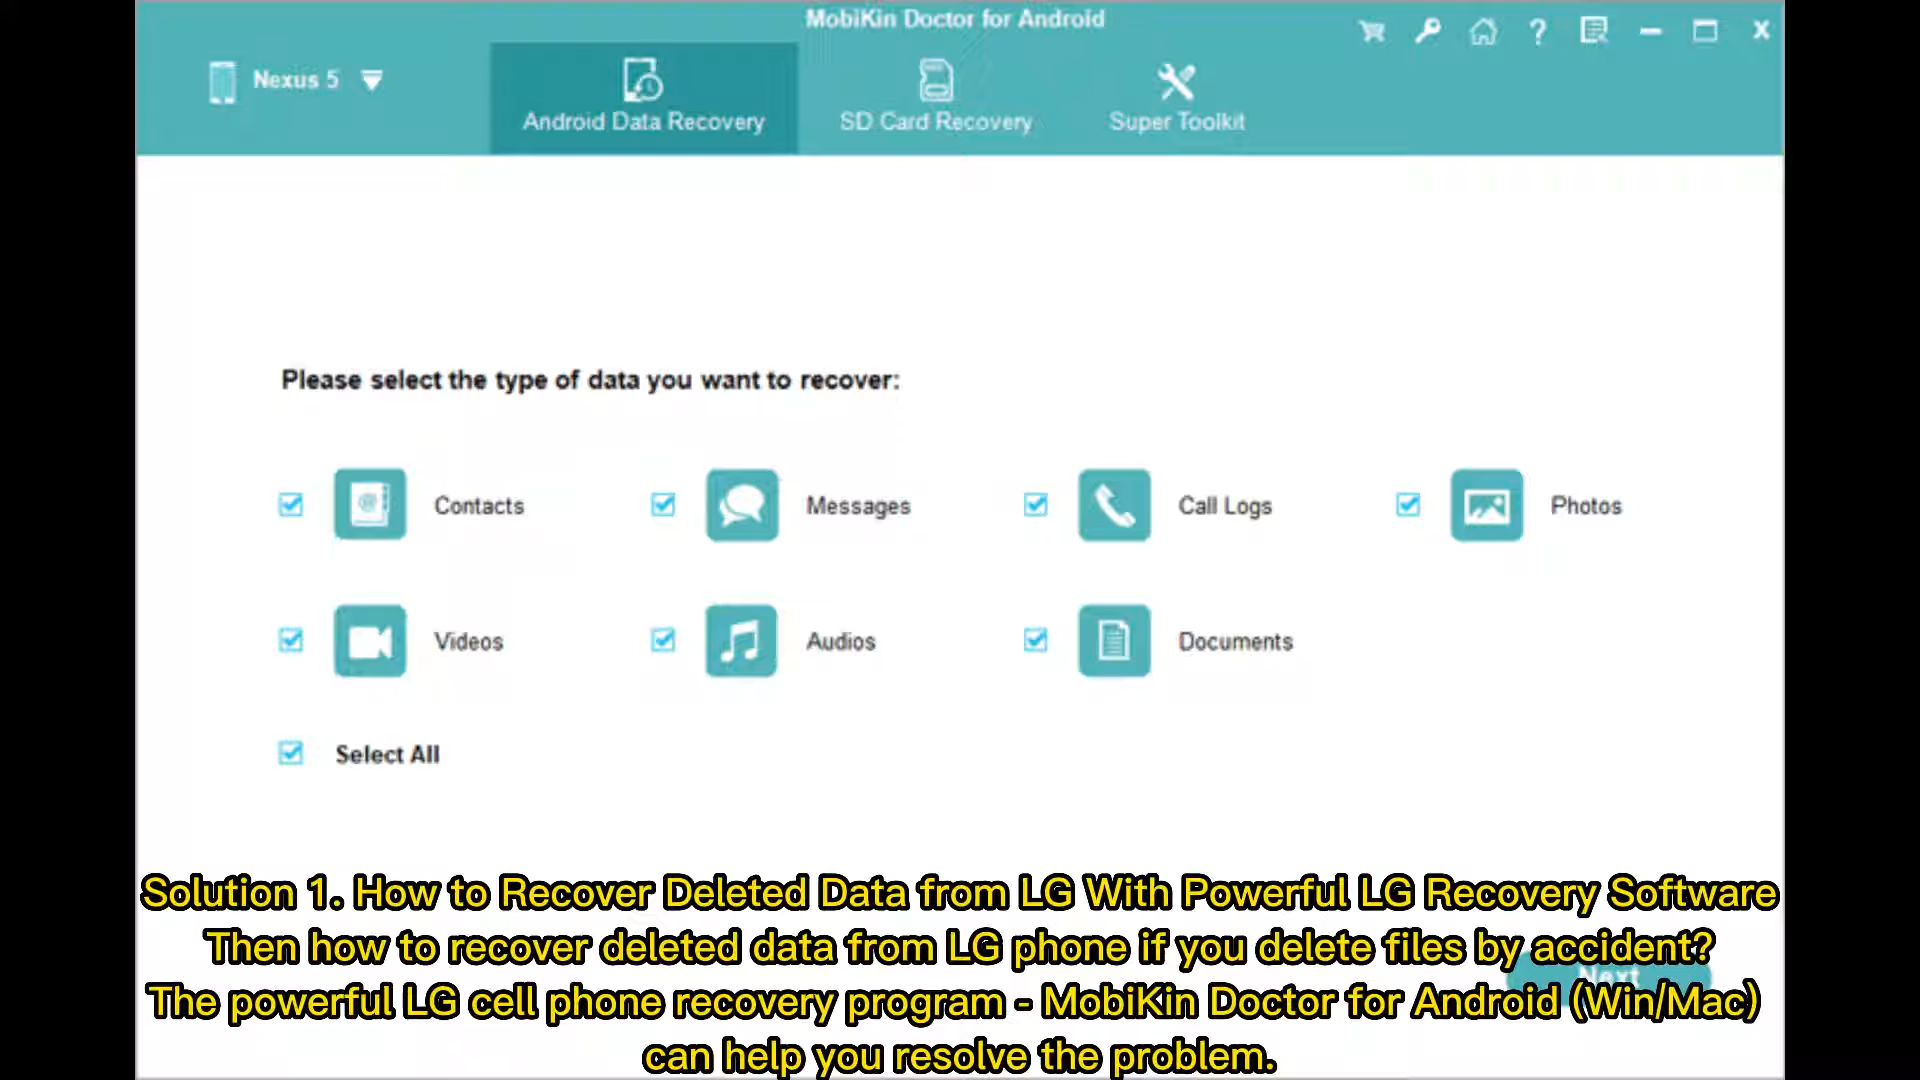 MobiKin Doctor for Android
Nexus 5
Android Data Recovery
SD Card Recovery
Super Toolkit
Please select the type of data you want to recover:
Contacts
Messages
Call Logs
Photos
Videos
Audios
Documents
Select All
Next
Solution 1. How to Recover Deleted Data from LG With Powerful LG Recovery Software
Then how to recover deleted data from LG phone if you delete files by accident?
The powerful LG cell phone recovery program - MobiKin Doctor for Android (Win/Mac)
can help you resolve the problem.